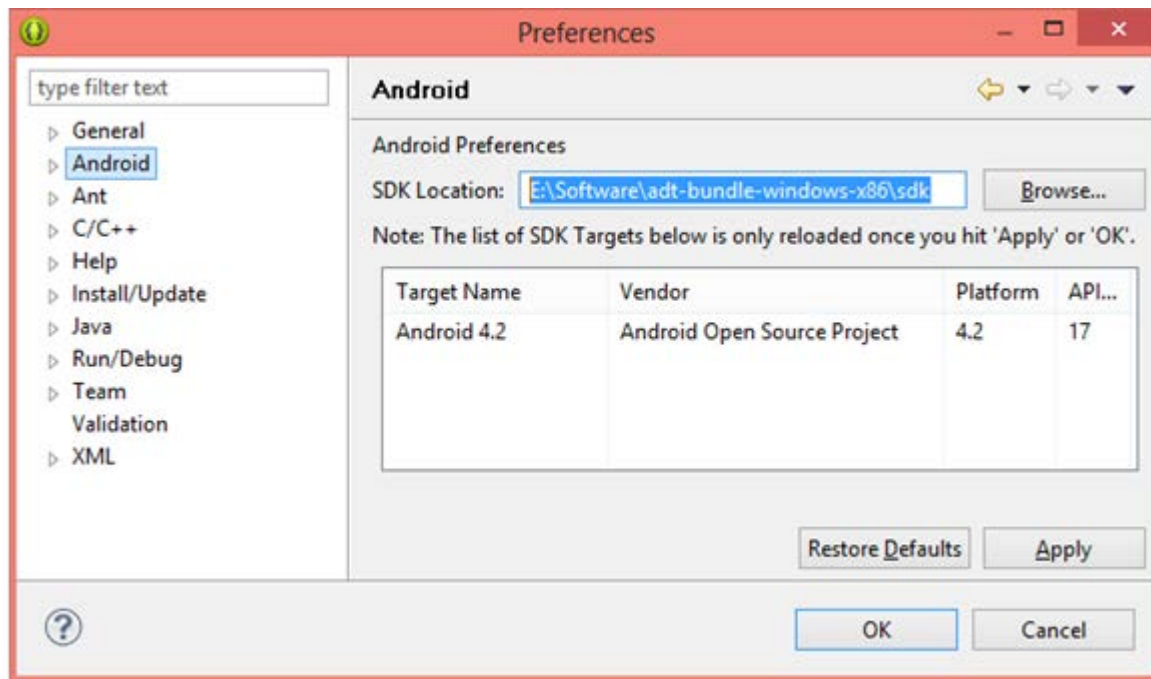 Preferences
type filter text
General
Android
Ant
C/C++
Help
Install/Update
Java
Run/Debug
Team
Validation
XML
Android
Android Preferences
SDK Location: E:\Software\adt-bundle-windows-x86\sdk Browse...
Note: The list of SDK Targets below is only reloaded once you hit 'Apply' or 'OK'.
Target Name Vendor Platform API...
Android 4.2 Android Open Source Project 4.2 17
Restore Defaults Apply
OK Cancel